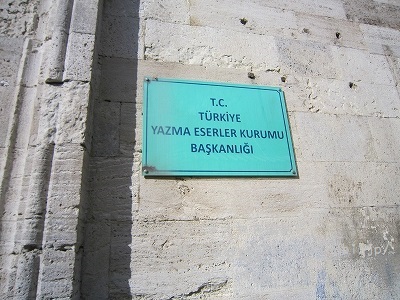 T.C.
TÜRKİYE
YAZMA ESERLER KURUMU
BAŞKANLIĞI